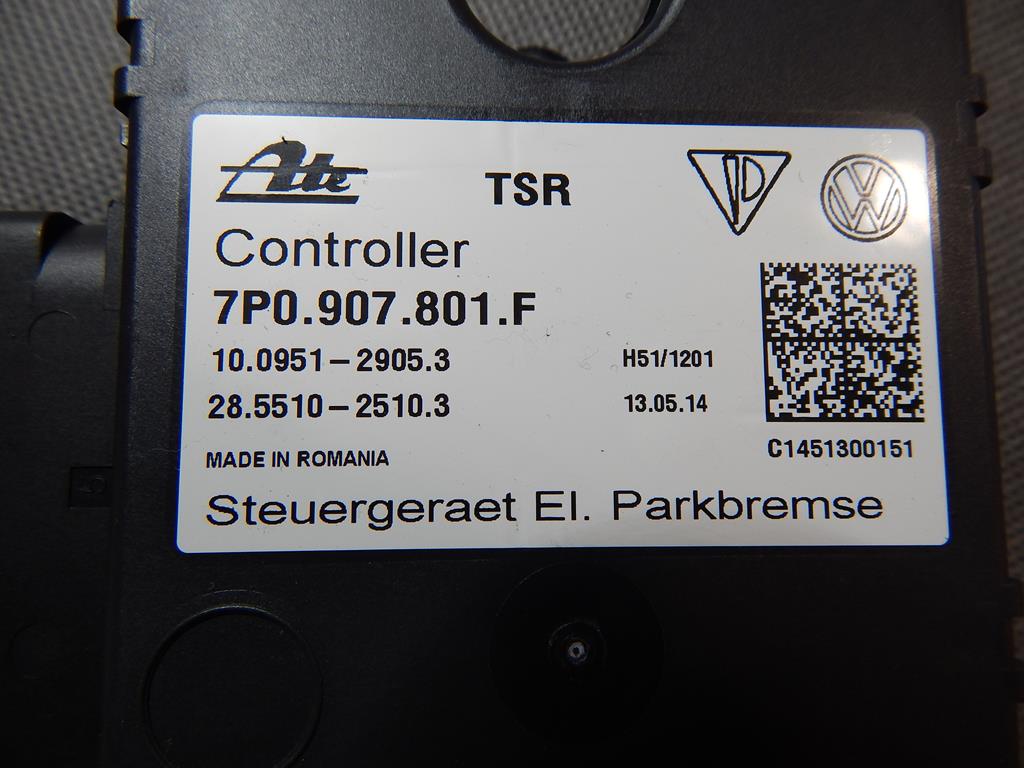 Ate TSR
Controller
7P0.907.801.F
10.0951-2905.3 H51/1201
28.5510-2510.3 13.05.14
C1451300151
MADE IN ROMANIA
Steuergeraet El. Parkbremse